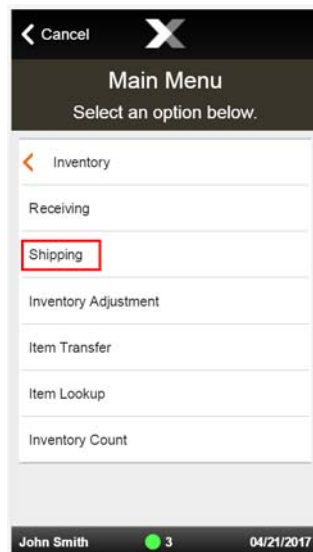 Cancel
Main Menu
Select an option below.
Inventory
Receiving
Shipping
Inventory Adjustment
Item Transfer
Item Lookup
Inventory Count
John Smith 3 04/21/2017